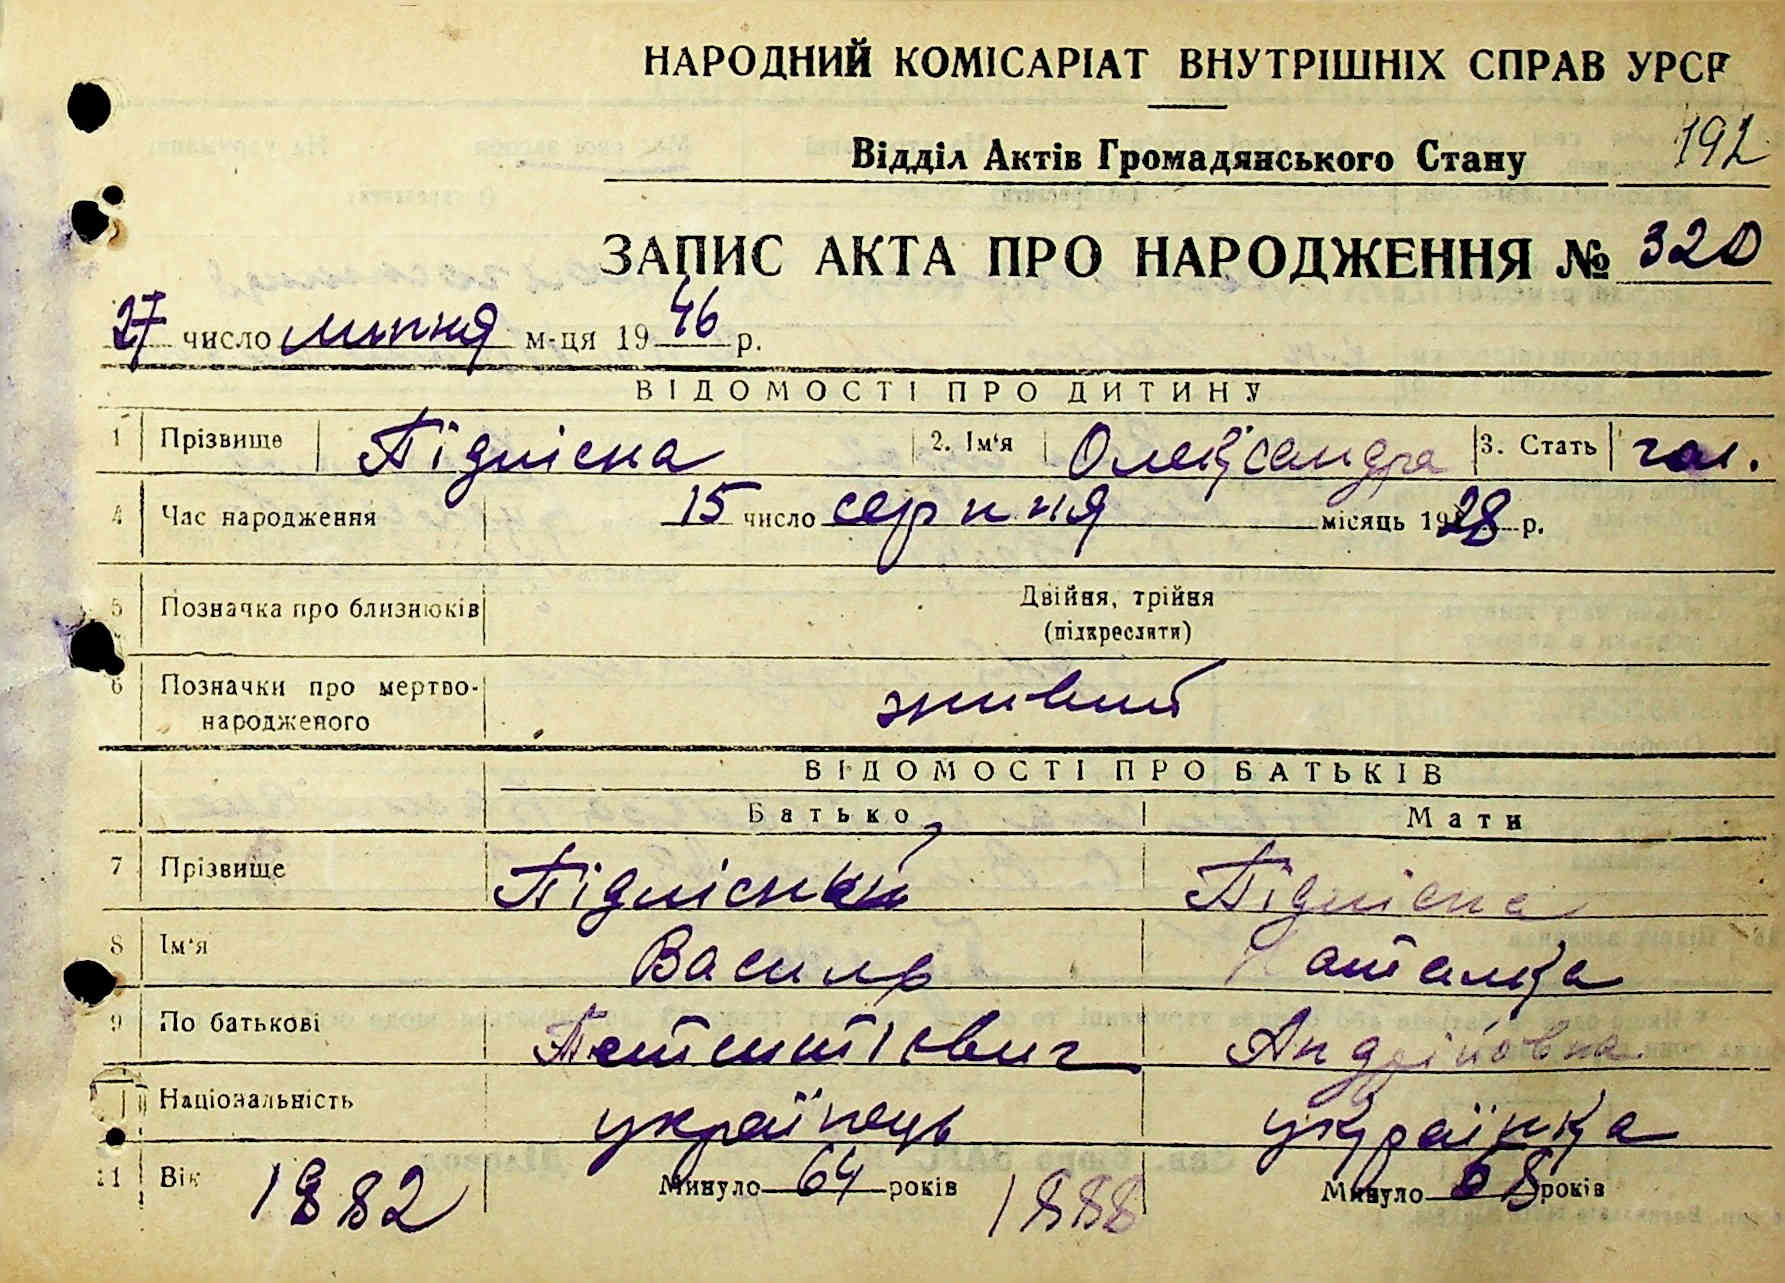 НАРОДНИЙ КОМІСАРІАТ ВНУТРІШНІХ СПРАВ УРСР
192
Відділ Актів Громадянського Стану
ЗАПИС АКТА ПРО НАРОДЖЕННЯ № 320
27 число липня м-ця 1946 р.
ВІДОМОСТІ ПРО ДИТИНУ
1 Прізвище Підлісна 2. Ім'я Олександра 3. Стать
4 Час народження 15 число серпня місяць 1928 р.
5 Позначка про близнюків Двійня, трійня
(підкреслити)
6 Позначки про мертво-
народженого живий
ВІДОМОСТІ ПРО БАТЬКІВ
Батько Мати
7 Прізвище Підлісний Підлісна
8 Ім'я Василь Наталка
9 По батькові Андріївна
Національність українець українка
11 Вік 1882 Минуло 64 років 1888 Минуло 58 років